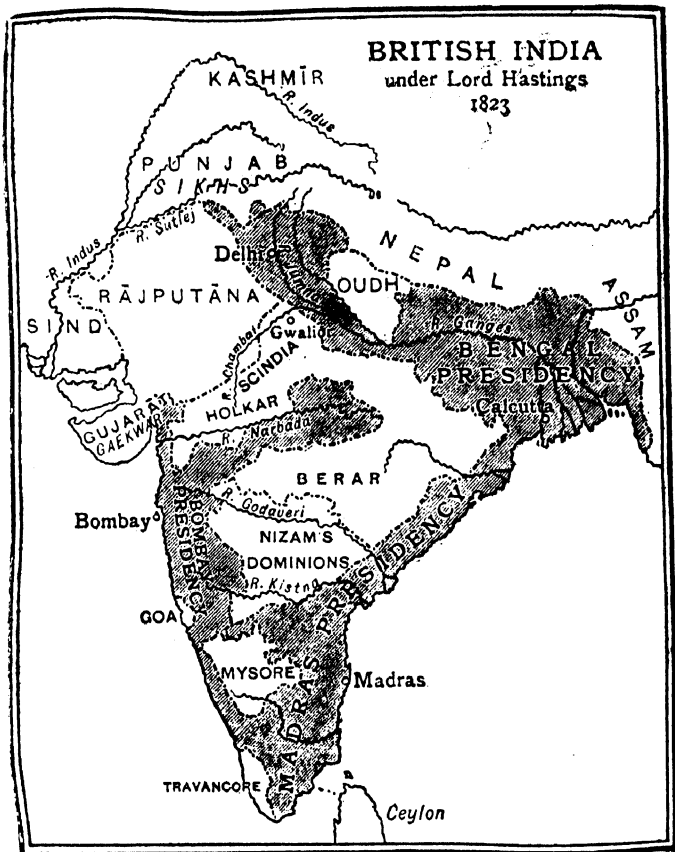 BRITISH INDIA
under Lord Hastings
1823
KASHMĪR
R. Indus
PUNJAB
SIKHS
R. Indus
R. Sutlej
Delhi
R. Jumna
NEPAL
OUDH
ASSAM
RĀJPUTĀNA
SIND
R. Chambal
Gwalior
SCINDIA
R. Ganges
BENGAL
PRESIDENCY
Calcutta
GUJARAT
GAEKWAR
HOLKAR
R. Narbada
BERAR
R. Godaveri
Bombay
BOMBAY
PRESIDENCY
NIZAM'S
DOMINIONS
R. Kistna
GOA
MYSORE
MADRAS PRESIDENCY
Madras
TRAVANCORE
Ceylon